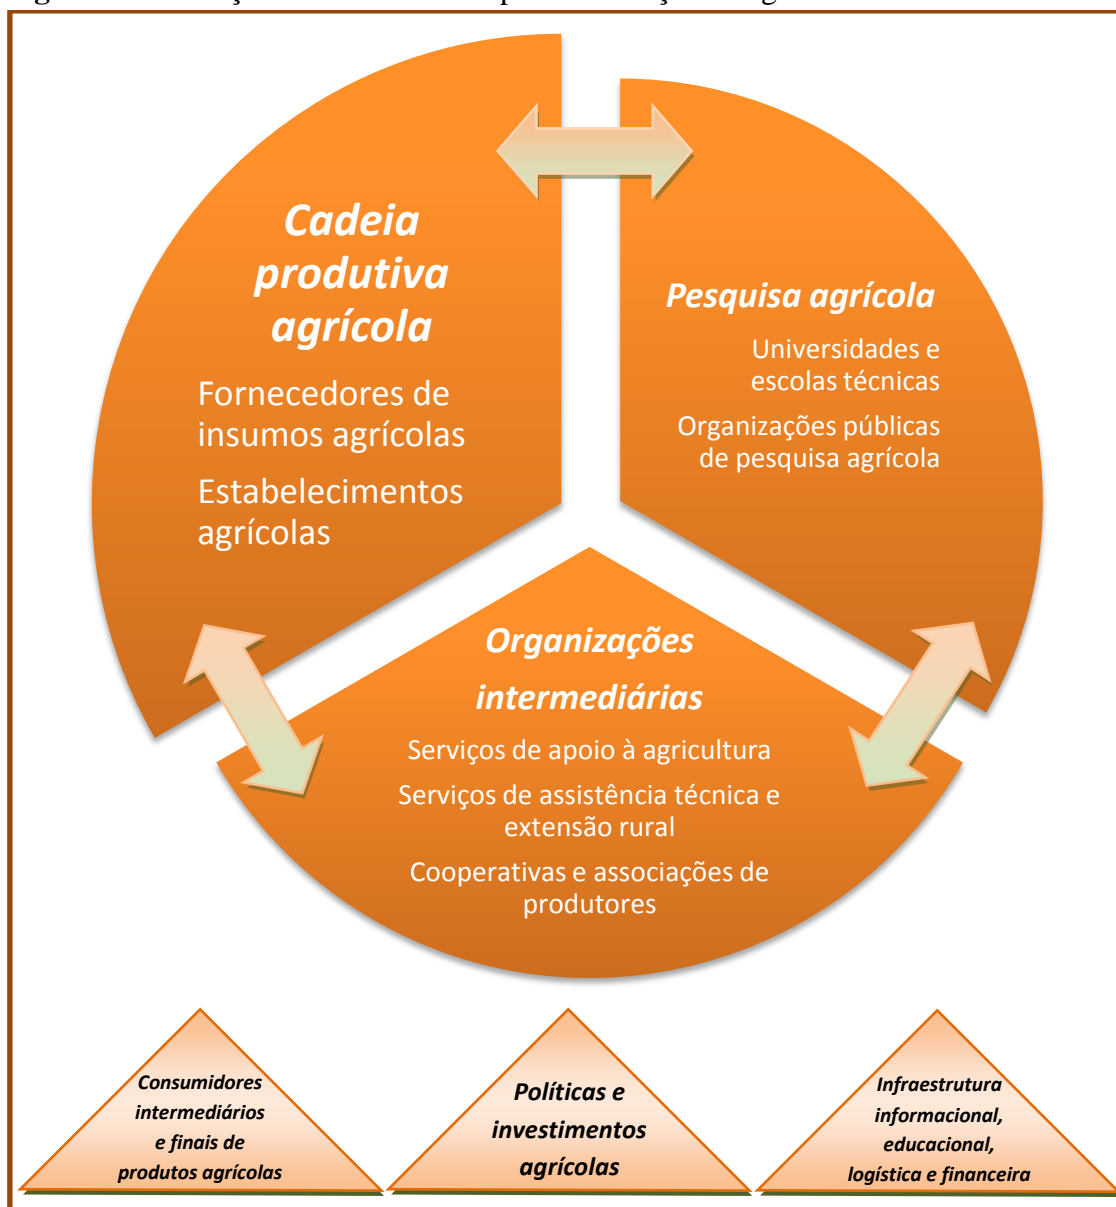 Cadeia
produtiva
agrícola
Fornecedores de
insumos agrícolas
Estabelecimentos
agrícolas
Pesquisa agrícola
Universidades e
escolas técnicas
Organizações públicas
de pesquisa agrícola
Organizações
intermediárias
Serviços de apoio à agricultura
Serviços de assistência técnica e
extensão rural
Cooperativas e associações de
produtores
Consumidores
intermediários
e finais de
produtos agrícolas
Políticas e
investimentos
agrícolas
Infraestrutura
informacional,
educacional,
logística e financeira